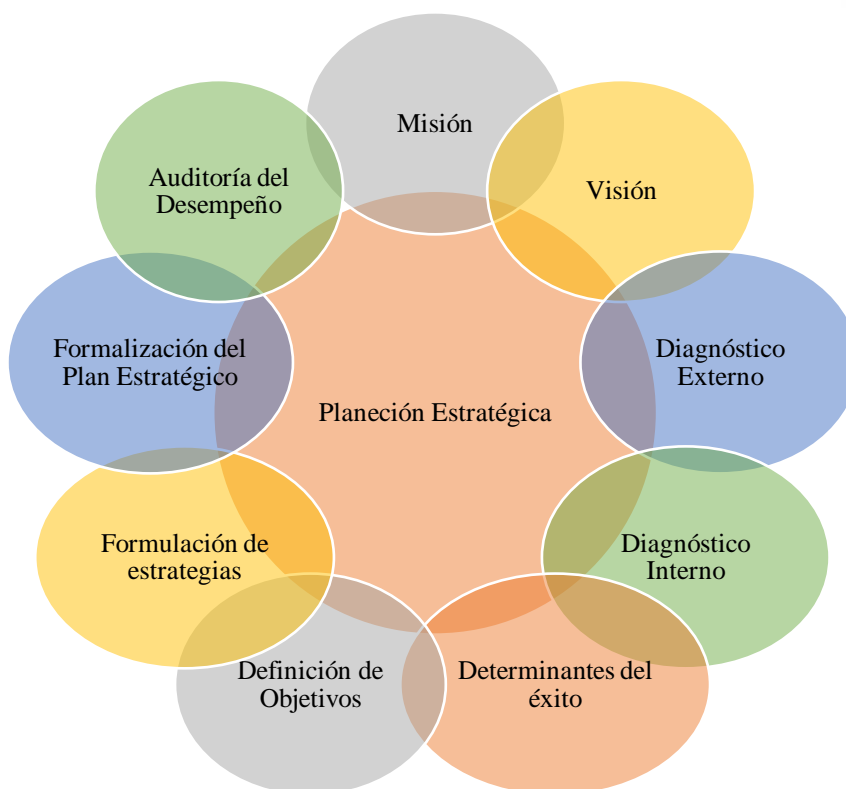 Misión
Visión
Diagnóstico
Externo
Diagnóstico
Interno
Determinantes del
éxito
Definición de
Objetivos
Formulación de
estrategias
Formalización del
Plan Estratégico
Auditoría del
Desempeño
Planeción Estratégica